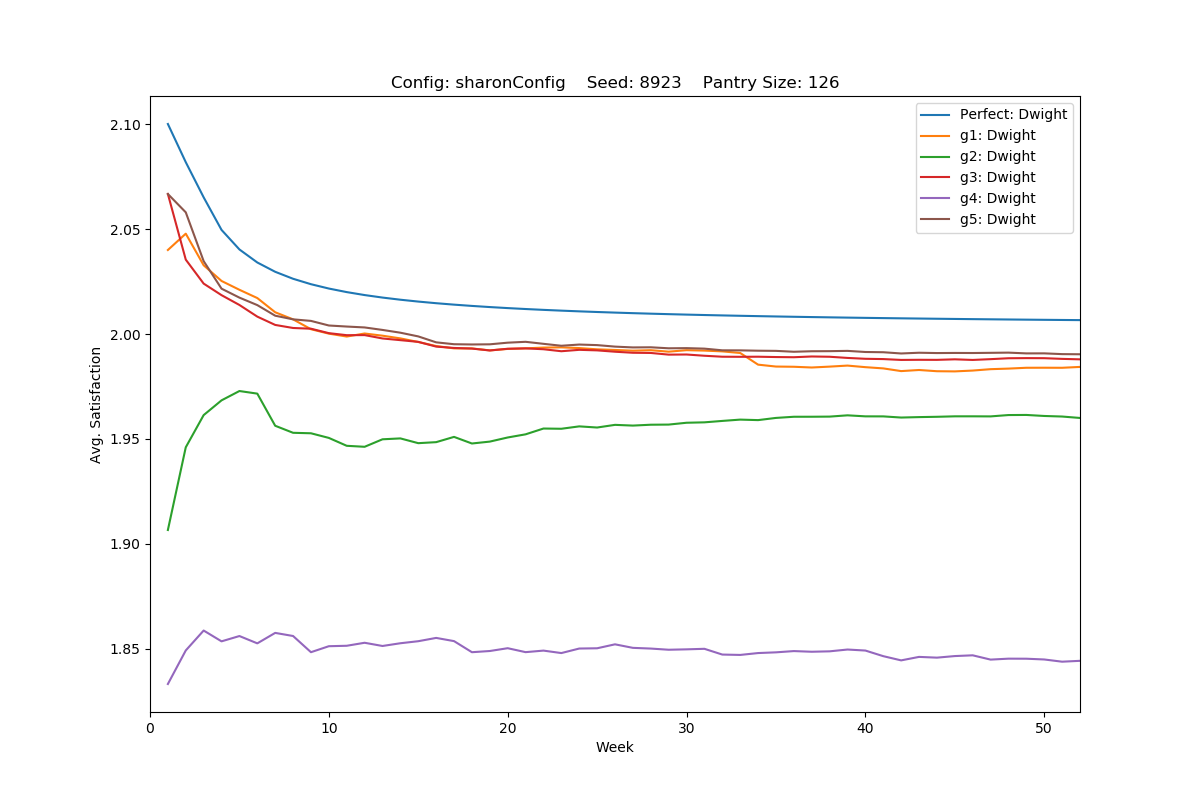 Config: sharonConfig    Seed: 8923    Pantry Size: 126
Perfect: Dwight
g1: Dwight
g2: Dwight
g3: Dwight
g4: Dwight
g5: Dwight
Avg. Satisfaction
2.10
2.05
2.00
1.95
1.90
1.85
0 10 20 30 40 50
Week